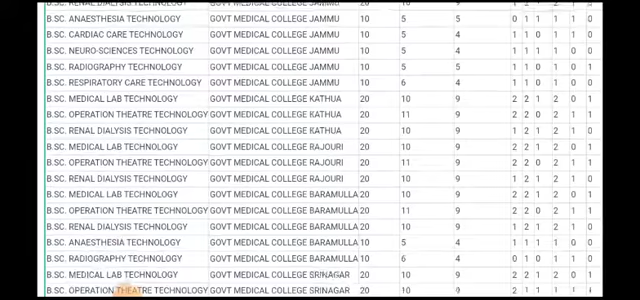 B.SC. RENAL DIALYSIS TECHNOLOGY GOVT MEDICAL COLLEGE JAMMU
B.SC. ANAESTHESIA TECHNOLOGY GOVT MEDICAL COLLEGE JAMMU 10 5 5 0 1 1 1 1 0
B.SC. CARDIAC CARE TECHNOLOGY GOVT MEDICAL COLLEGE JAMMU 10 5 4 1 1 0 1 1 0
B.SC. NEURO-SCIENCES TECHNOLOGY GOVT MEDICAL COLLEGE JAMMU 10 5 4 1 1 1 1 0 0
B.SC. RADIOGRAPHY TECHNOLOGY GOVT MEDICAL COLLEGE JAMMU 10 5 5 1 1 0 1 0 1
B.SC. RESPIRATORY CARE TECHNOLOGY GOVT MEDICAL COLLEGE JAMMU 10 6 4 1 1 0 1 0 0
B.SC. MEDICAL LAB TECHNOLOGY GOVT MEDICAL COLLEGE KATHUA 20 10 9 2 2 1 2 0 1
B.SC. OPERATION THEATRE TECHNOLOGY GOVT MEDICAL COLLEGE KATHUA 20 11 9 2 2 0 2 1 1
B.SC. RENAL DIALYSIS TECHNOLOGY GOVT MEDICAL COLLEGE KATHUA 20 10 9 1 2 1 2 1 0
B.SC. MEDICAL LAB TECHNOLOGY GOVT MEDICAL COLLEGE RAJOURI 20 10 9 2 2 1 2 0 1
B.SC. OPERATION THEATRE TECHNOLOGY GOVT MEDICAL COLLEGE RAJOURI 20 11 9 2 2 0 2 1 1
B.SC. RENAL DIALYSIS TECHNOLOGY GOVT MEDICAL COLLEGE RAJOURI 20 10 9 1 2 1 2 1 0
B.SC. MEDICAL LAB TECHNOLOGY GOVT MEDICAL COLLEGE BARAMULLA 20 10 9 2 2 1 2 0 1
B.SC. OPERATION THEATRE TECHNOLOGY GOVT MEDICAL COLLEGE BARAMULLA 20 11 9 2 2 0 2 1 1
B.SC. RENAL DIALYSIS TECHNOLOGY GOVT MEDICAL COLLEGE BARAMULLA 20 10 9 1 2 1 2 1 0
B.SC. ANAESTHESIA TECHNOLOGY GOVT MEDICAL COLLEGE BARAMULLA 10 5 4 1 1 1 1 0 0
B.SC. RADIOGRAPHY TECHNOLOGY GOVT MEDICAL COLLEGE BARAMULLA 10 6 4 0 1 0 1 1 0
B.SC. MEDICAL LAB TECHNOLOGY GOVT MEDICAL COLLEGE SRINAGAR 20 10 9 2 2 1 2 0 1
B.SC. OPERATION THEATRE TECHNOLOGY GOVT MEDICAL COLLEGE SRINAGAR 20 10 9 2